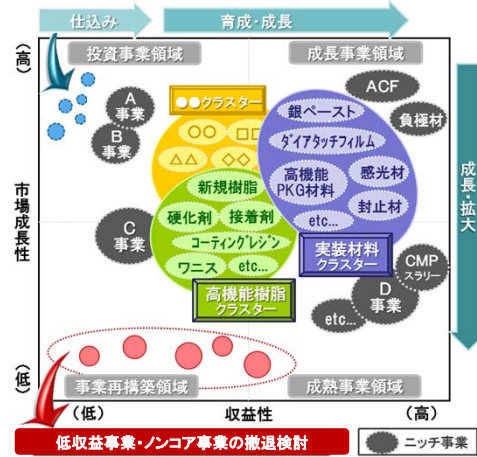 仕込み
育成・成長
(高)
投資事業領域
成長事業領域
A
事業
B
事業
●●クラスター
○○
□□
△△
◇◇
ACF
負極材
銀ペースト
ダイアタッチフィルム
高機能
PKG材料
感光材
封止材
etc…
実装材料
クラスター
新規樹脂
硬化剤
接着剤
コーティングレジン
ワニス
etc…
高機能樹脂
クラスター
C
事業
CMP
スラリー
D
事業
etc…
市場成長性
成長・拡大
(低)
事業再構築領域
成熟事業領域
(低)
収益性
(高)
低収益事業・ノンコア事業の撤退検討
ニッチ事業